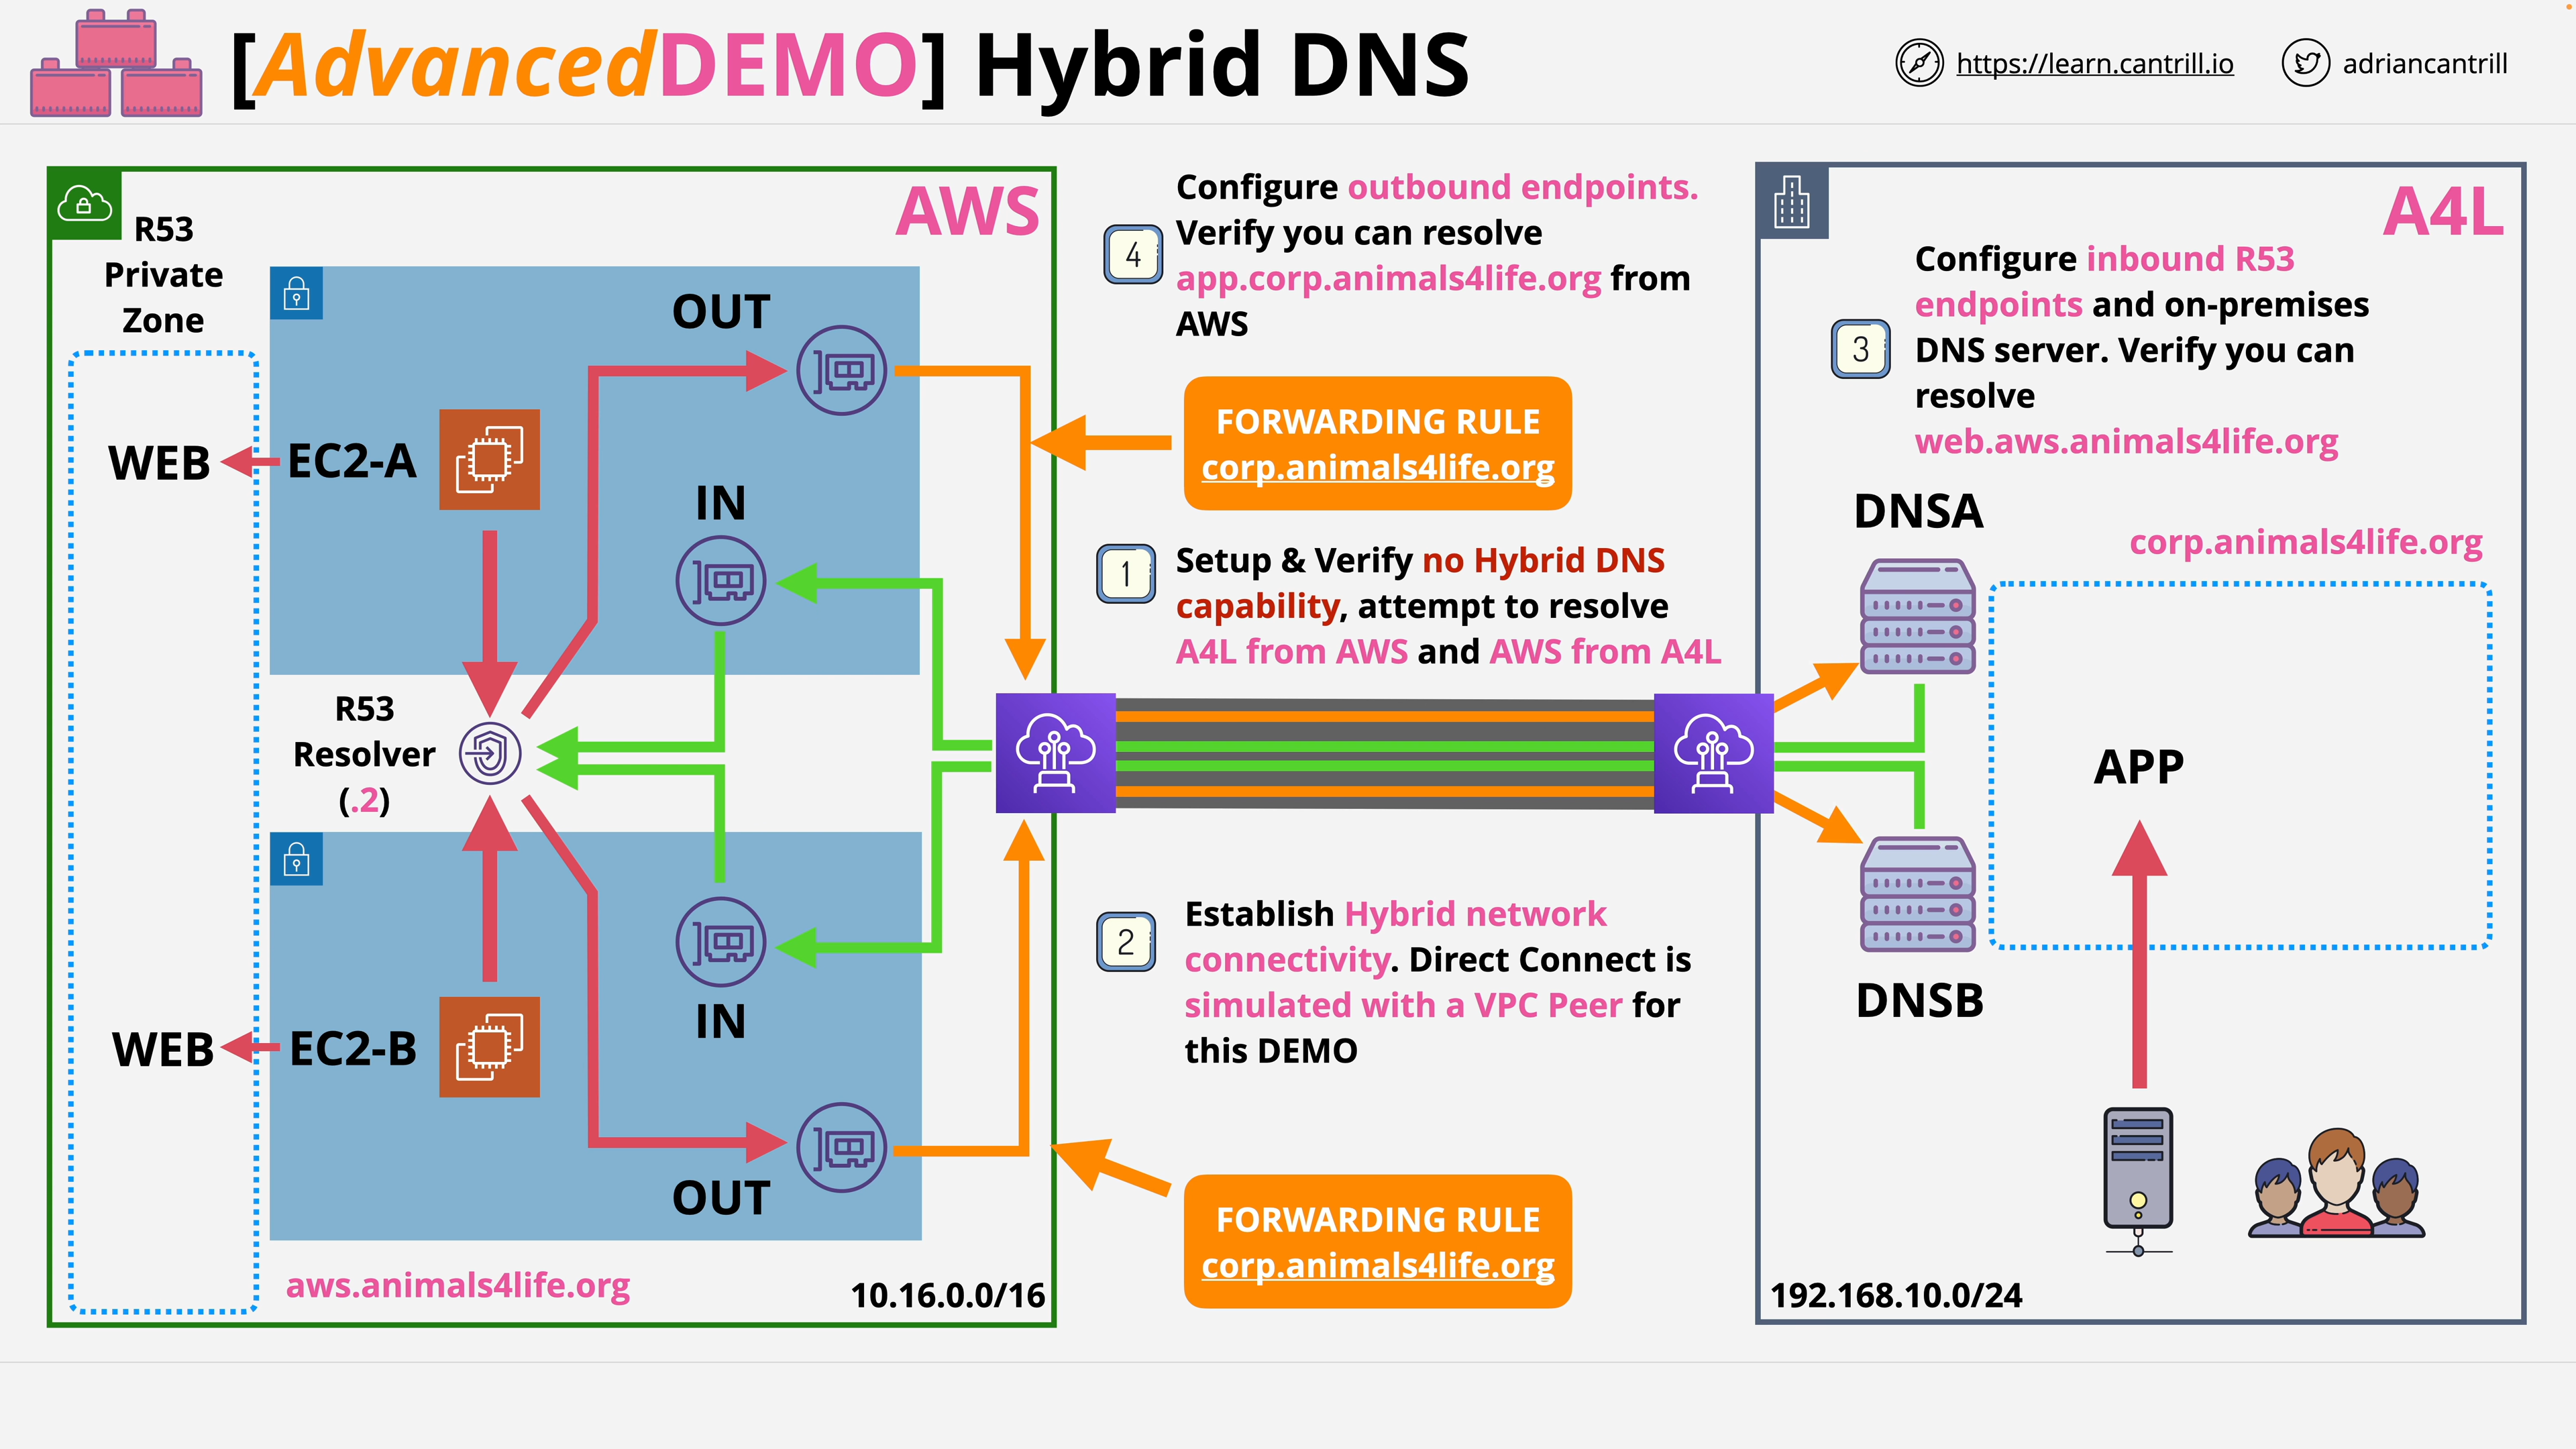 [AdvancedDEMO] Hybrid DNS
https://learn.cantrill.io
adriancantrill
AWS
R53
Private
Zone
OUT
WEB
EC2-A
IN
R53
Resolver
(.2)
WEB
EC2-B
IN
OUT
aws.animals4life.org
10.16.0.0/16
4
Configure outbound endpoints.
Verify you can resolve
app.corp.animals4life.org from
AWS
FORWARDING RULE
corp.animals4life.org
1
Setup & Verify no Hybrid DNS
capability, attempt to resolve
A4L from AWS and AWS from A4L
2
Establish Hybrid network
connectivity. Direct Connect is
simulated with a VPC Peer for
this DEMO
FORWARDING RULE
corp.animals4life.org
A4L
3
Configure inbound R53
endpoints and on-premises
DNS server. Verify you can
resolve
web.aws.animals4life.org
DNSA
corp.animals4life.org
APP
DNSB
192.168.10.0/24